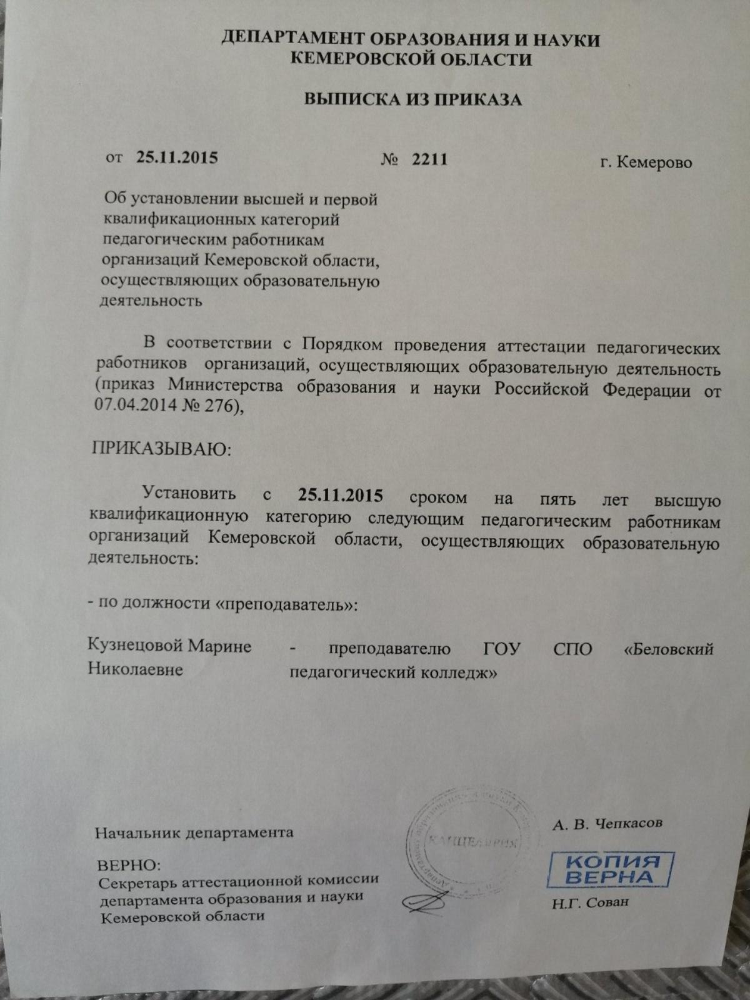 ДЕПАРТАМЕНТ ОБРАЗОВАНИЯ И НАУКИ
КЕМЕРОВСКОЙ ОБЛАСТИ
ВЫПИСКА ИЗ ПРИКАЗА
от 25.11.2015 № 2211 г. Кемерово
Об установлении высшей и первой
квалификационных категорий
педагогическим работникам
организаций Кемеровской области,
осуществляющих образовательную
деятельность
В соответствии с Порядком проведения аттестации педагогических
работников организаций, осуществляющих образовательную деятельность
(приказ Министерства образования и науки Российской Федерации от
07.04.2014 № 276),
ПРИКАЗЫВАЮ:
Установить с 25.11.2015 сроком на пять лет высшую
квалификационную категорию следующим педагогическим работникам
организаций Кемеровской области, осуществляющих образовательную
деятельность:
- по должности «преподаватель»:
Кузнецовой Марине - преподавателю ГОУ СПО «Беловский
Николаевне педагогический колледж»
Начальник департамента
А. В. Чепкасов
КАНЦЕЛЯРИЯ
КОПИЯ
ВЕРНА
ВЕРНО:
Секретарь аттестационной комиссии
департамента образования и науки
Кемеровской области
Н.Г. Сован